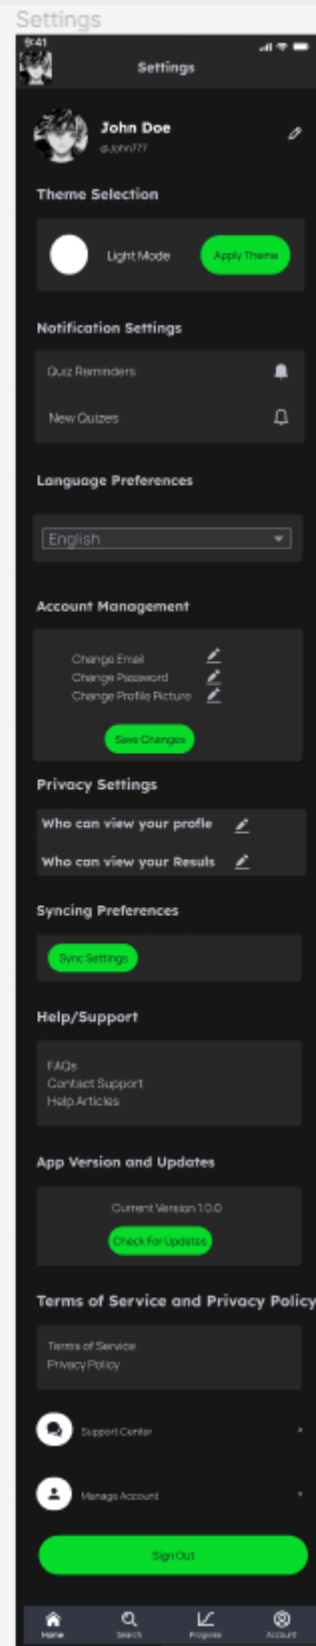 Settings
9:41
Settings
John Doe
@John777
Theme Selection
Light Mode
Apply Theme
Notification Settings
Quiz Reminders
New Quizes
Language Preferences
English
Account Management
Change Email
Change Password
Change Profile Picture
Save Changes
Privacy Settings
Who can view your profle
Who can view your Resuls
Syncing Preferences
Sync Settings
Help/Support
FAQs
Contact Support
Help Articles
App Version and Updates
Current Version 1.0.0
Check For Updates
Terms of Service and Privacy Policy
Terms of Service
Privacy Policy
Support Center
Manage Account
Sign Out
Home Search Progress Account